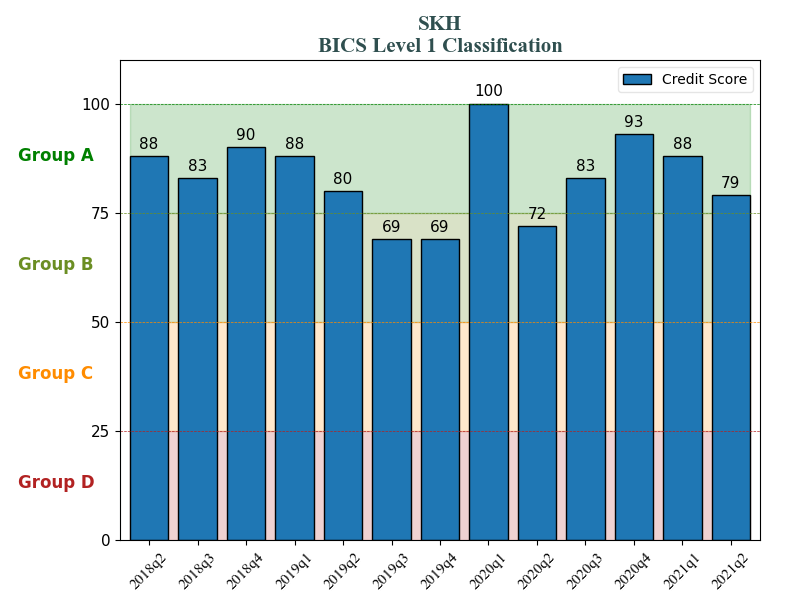 SKH
BICS Level 1 Classification
Credit Score
100
75
50
25
0
Group A
Group B
Group C
Group D
88
83
90
88
80
69
69
100
72
83
93
88
79
2018q2
2018q3
2018q4
2019q1
2019q2
2019q3
2019q4
2020q1
2020q2
2020q3
2020q4
2021q1
2021q2